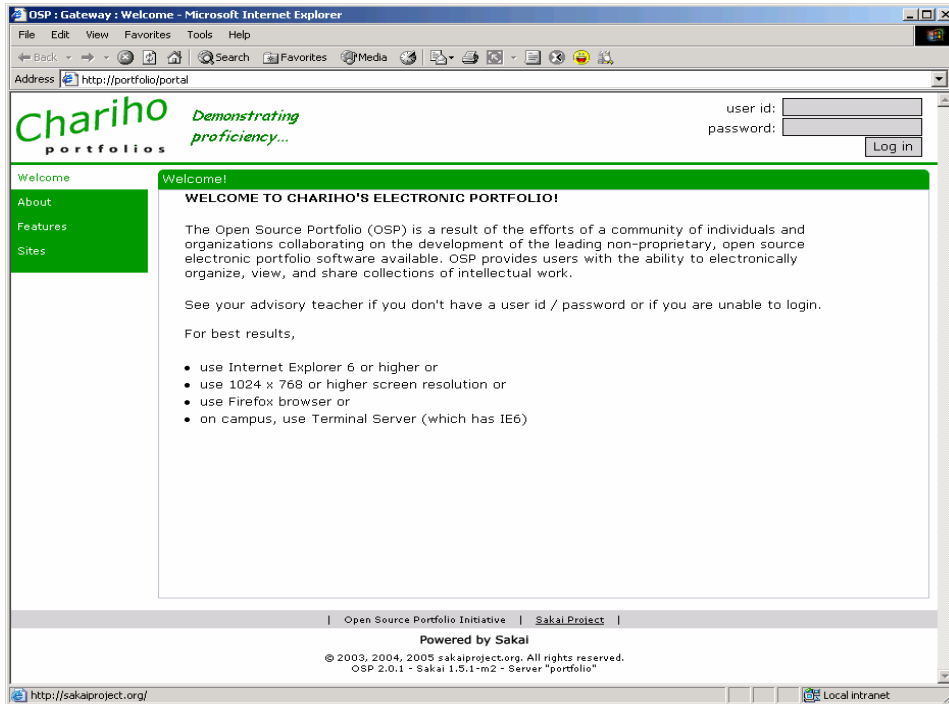 OSP : Gateway : Welcome - Microsoft Internet Explorer
File Edit View Favorites Tools Help
Back Search Favorites Media
Address http://portfolio/portal
Chariho
portfolios
Demonstrating
proficiency...
user id:
password:
Log in
Welcome
About
Features
Sites
Welcome!
WELCOME TO CHARIHO'S ELECTRONIC PORTFOLIO!
The Open Source Portfolio (OSP) is a result of the efforts of a community of individuals and
organizations collaborating on the development of the leading non-proprietary, open source
electronic portfolio software available. OSP provides users with the ability to electronically
organize, view, and share collections of intellectual work.
See your advisory teacher if you don't have a user id / password or if you are unable to login.
For best results,
• use Internet Explorer 6 or higher or
• use 1024 x 768 or higher screen resolution or
• use Firefox browser or
• on campus, use Terminal Server (which has IE6)
| Open Source Portfolio Initiative | Sakai Project |
Powered by Sakai
© 2003, 2004, 2005 sakaiproject.org. All rights reserved.
OSP 2.0.1 - Sakai 1.5.1-m2 - Server "portfolio"
http://sakaiproject.org/ Local intranet